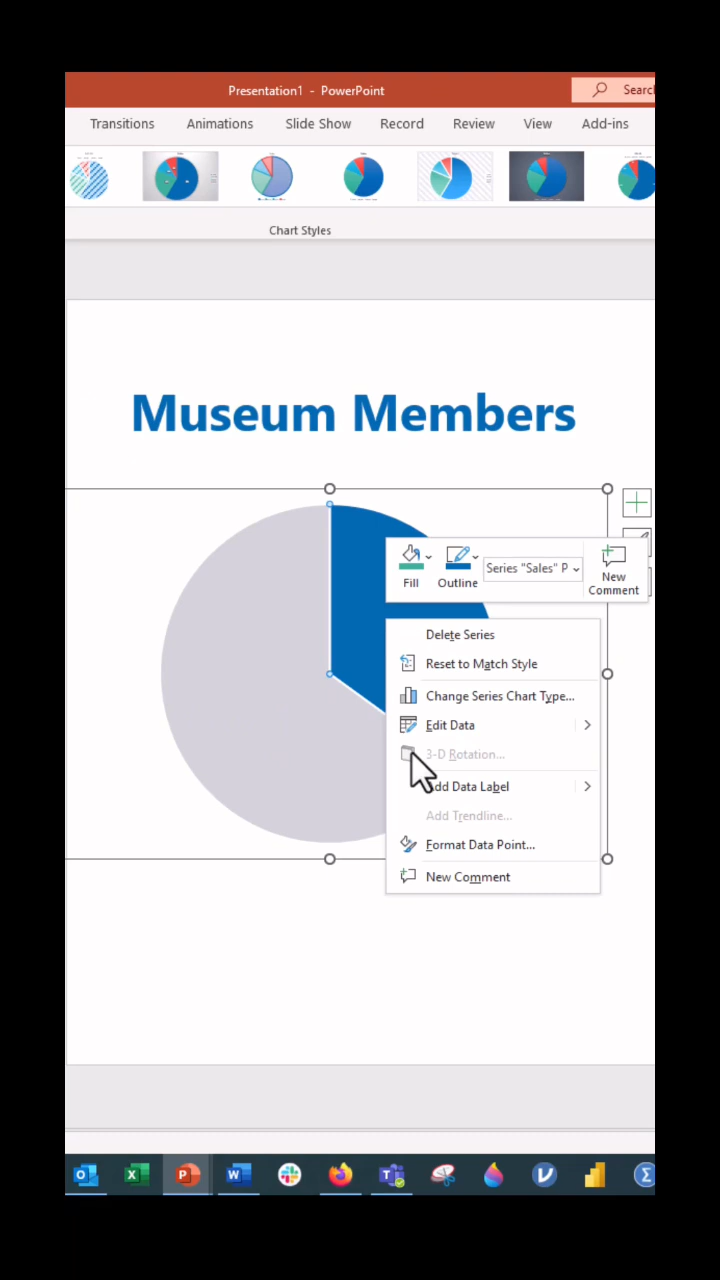 Presentation1 - PowerPoint
Transitions Animations Slide Show Record Review View Add-ins
Chart Styles
Museum Members
Fill
Outline
Series "Sales" P
New
Comment
Delete Series
Reset to Match Style
Change Series Chart Type...
Edit Data
3-D Rotation...
Add Trendline...
Data Label
Format Data Point...
New Comment